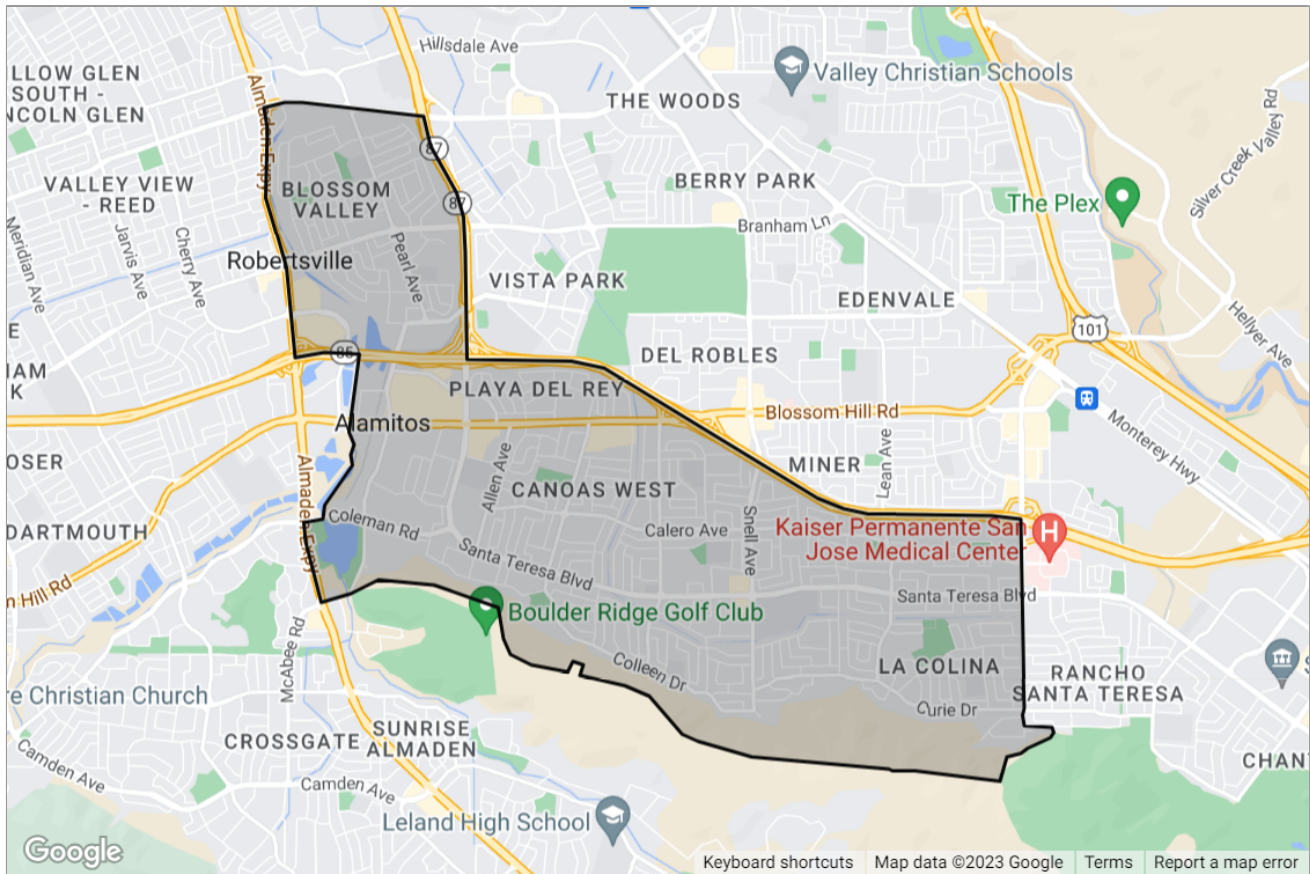 Hillsdale Ave
LLOW GLEN
SOUTH -
NCOLN GLEN
Almaden Expy
Valley Christian Schools
THE WOODS
Silver Creek Valley Rd
87
VALLEY VIEW
- REED
BLOSSOM
VALLEY
BERRY PARK
87
The Plex
Meridian Ave
Jarvis Ave
Cherry Ave
Pearl Ave
Branham Ln
Robertsville
VISTA PARK
EDENVALE
Hellyer Ave
101
E
85
DEL ROBLES
HAM
K
PLAYA DEL REY
Blossom Hill Rd
Alamitos
Monterey Hwy
OSER
Almaden Expy
Allen Ave
MINER
Lean Ave
CANOAS WEST
DARTMOUTH
Coleman Rd
Calero Ave
Snell Ave
Kaiser Permanente San
Jose Medical Center
H
m Hill Rd
Santa Teresa Blvd
Santa Teresa Blvd
Boulder Ridge Golf Club
McAbee Rd
Colleen Dr
LA COLINA
RANCHO
SANTA TERESA
S
re Christian Church
Curie Dr
CROSSGATE
SUNRISE
ALMADEN
Camden Ave
Camden Ave
CHAN
Leland High School
Google
Keyboard shortcuts
Map data ©2023 Google
Terms
Report a map error